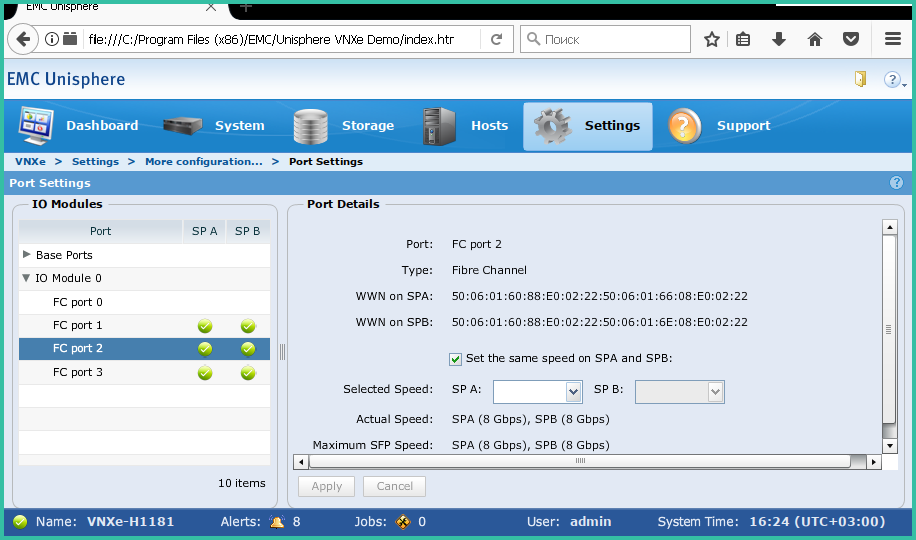 EMC Unisphere
file:///C:/Program Files (x86)/EMC/Unisphere VNXe Demo/index.htm
Поиск
EMC Unisphere
Dashboard System Storage Hosts Settings Support
VNXe > Settings > More configuration... > Port Settings
Port Settings
IO Modules
Port SP A SP B
Base Ports
IO Module 0
FC port 0
FC port 1
FC port 2
FC port 3
10 items
Port Details
Port: FC port 2
Type: Fibre Channel
WWN on SPA: 50:06:01:60:88:E0:02:22:50:06:01:66:08:E0:02:22
WWN on SPB: 50:06:01:60:88:E0:02:22:50:06:01:6E:08:E0:02:22
Set the same speed on SPA and SPB:
Selected Speed: SP A: SP B:
Actual Speed: SPA (8 Gbps), SPB (8 Gbps)
Maximum SFP Speed: SPA (8 Gbps), SPB (8 Gbps)
Apply Cancel
Name: VNXe-H1181 Alerts: 8 Jobs: 0 User: admin System Time: 16:24 (UTC+03:00)